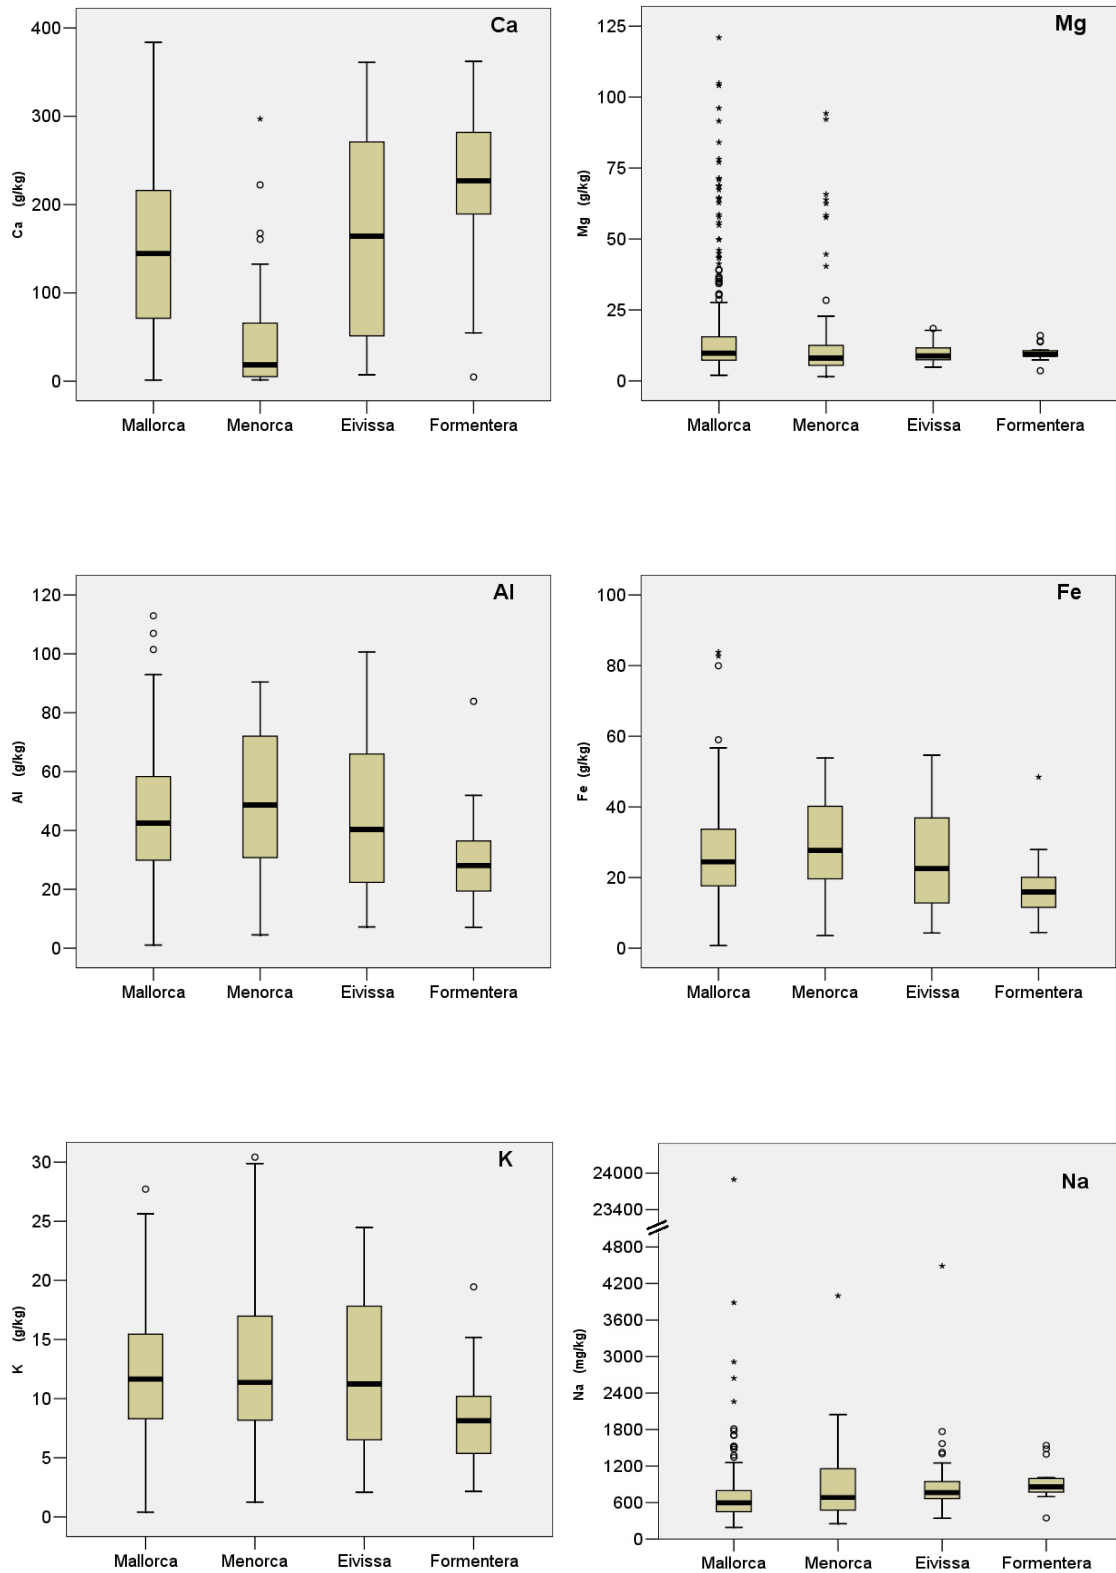 Ca
400
300
200
100
0
Ca (g/kg)
Mallorca Menorca Eivissa Formentera
Mg
125
100
75
50
25
0
Mg (g/kg)
Mallorca Menorca Eivissa Formentera
Al
120
100
80
60
40
20
0
Al (g/kg)
Mallorca Menorca Eivissa Formentera
Fe
100
80
60
40
20
0
Fe (g/kg)
Mallorca Menorca Eivissa Formentera
K
30
25
20
15
10
5
0
K (g/kg)
Mallorca Menorca Eivissa Formentera
Na
24000
23400
4800
4200
3600
3000
2400
1800
1200
600
0
Na (mg/kg)
Mallorca Menorca Eivissa Formentera